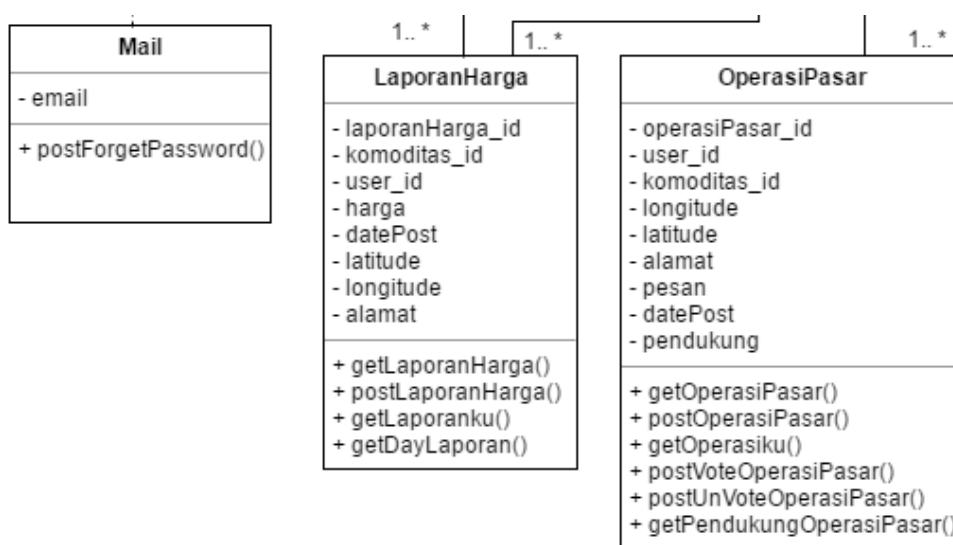 Mail
- email
+ postForgetPassword()
1.. *
1.. *
LaporanHarga
- laporanHarga_id
- komoditas_id
- user_id
- harga
- datePost
- latitude
- longitude
- alamat
+ getLaporanHarga()
+ postLaporanHarga()
+ getLaporanku()
+ getDayLaporan()
1.. *
OperasiPasar
- operasiPasar_id
- user_id
- komoditas_id
- longitude
- latitude
- alamat
- pesan
- datePost
- pendukung
+ getOperasiPasar()
+ postOperasiPasar()
+ getOperasiku()
+ postVoteOperasiPasar()
+ postUnVoteOperasiPasar()
+ getPendukungOperasiPasar()